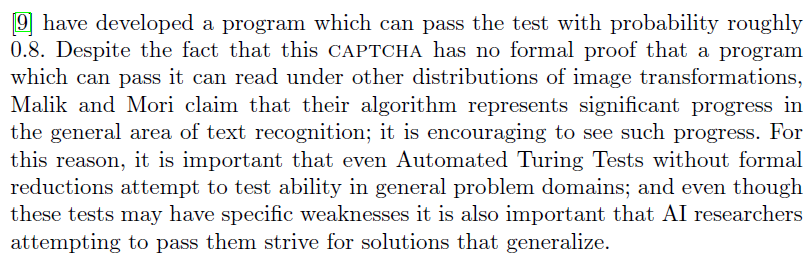 [9] have developed a program which can pass the test with probability roughly
0.8. Despite the fact that this CAPTCHA has no formal proof that a program
which can pass it can read under other distributions of image transformations,
Malik and Mori claim that their algorithm represents significant progress in
the general area of text recognition; it is encouraging to see such progress. For
this reason, it is important that even Automated Turing Tests without formal
reductions attempt to test ability in general problem domains; and even though
these tests may have specific weaknesses it is also important that AI researchers
attempting to pass them strive for solutions that generalize.